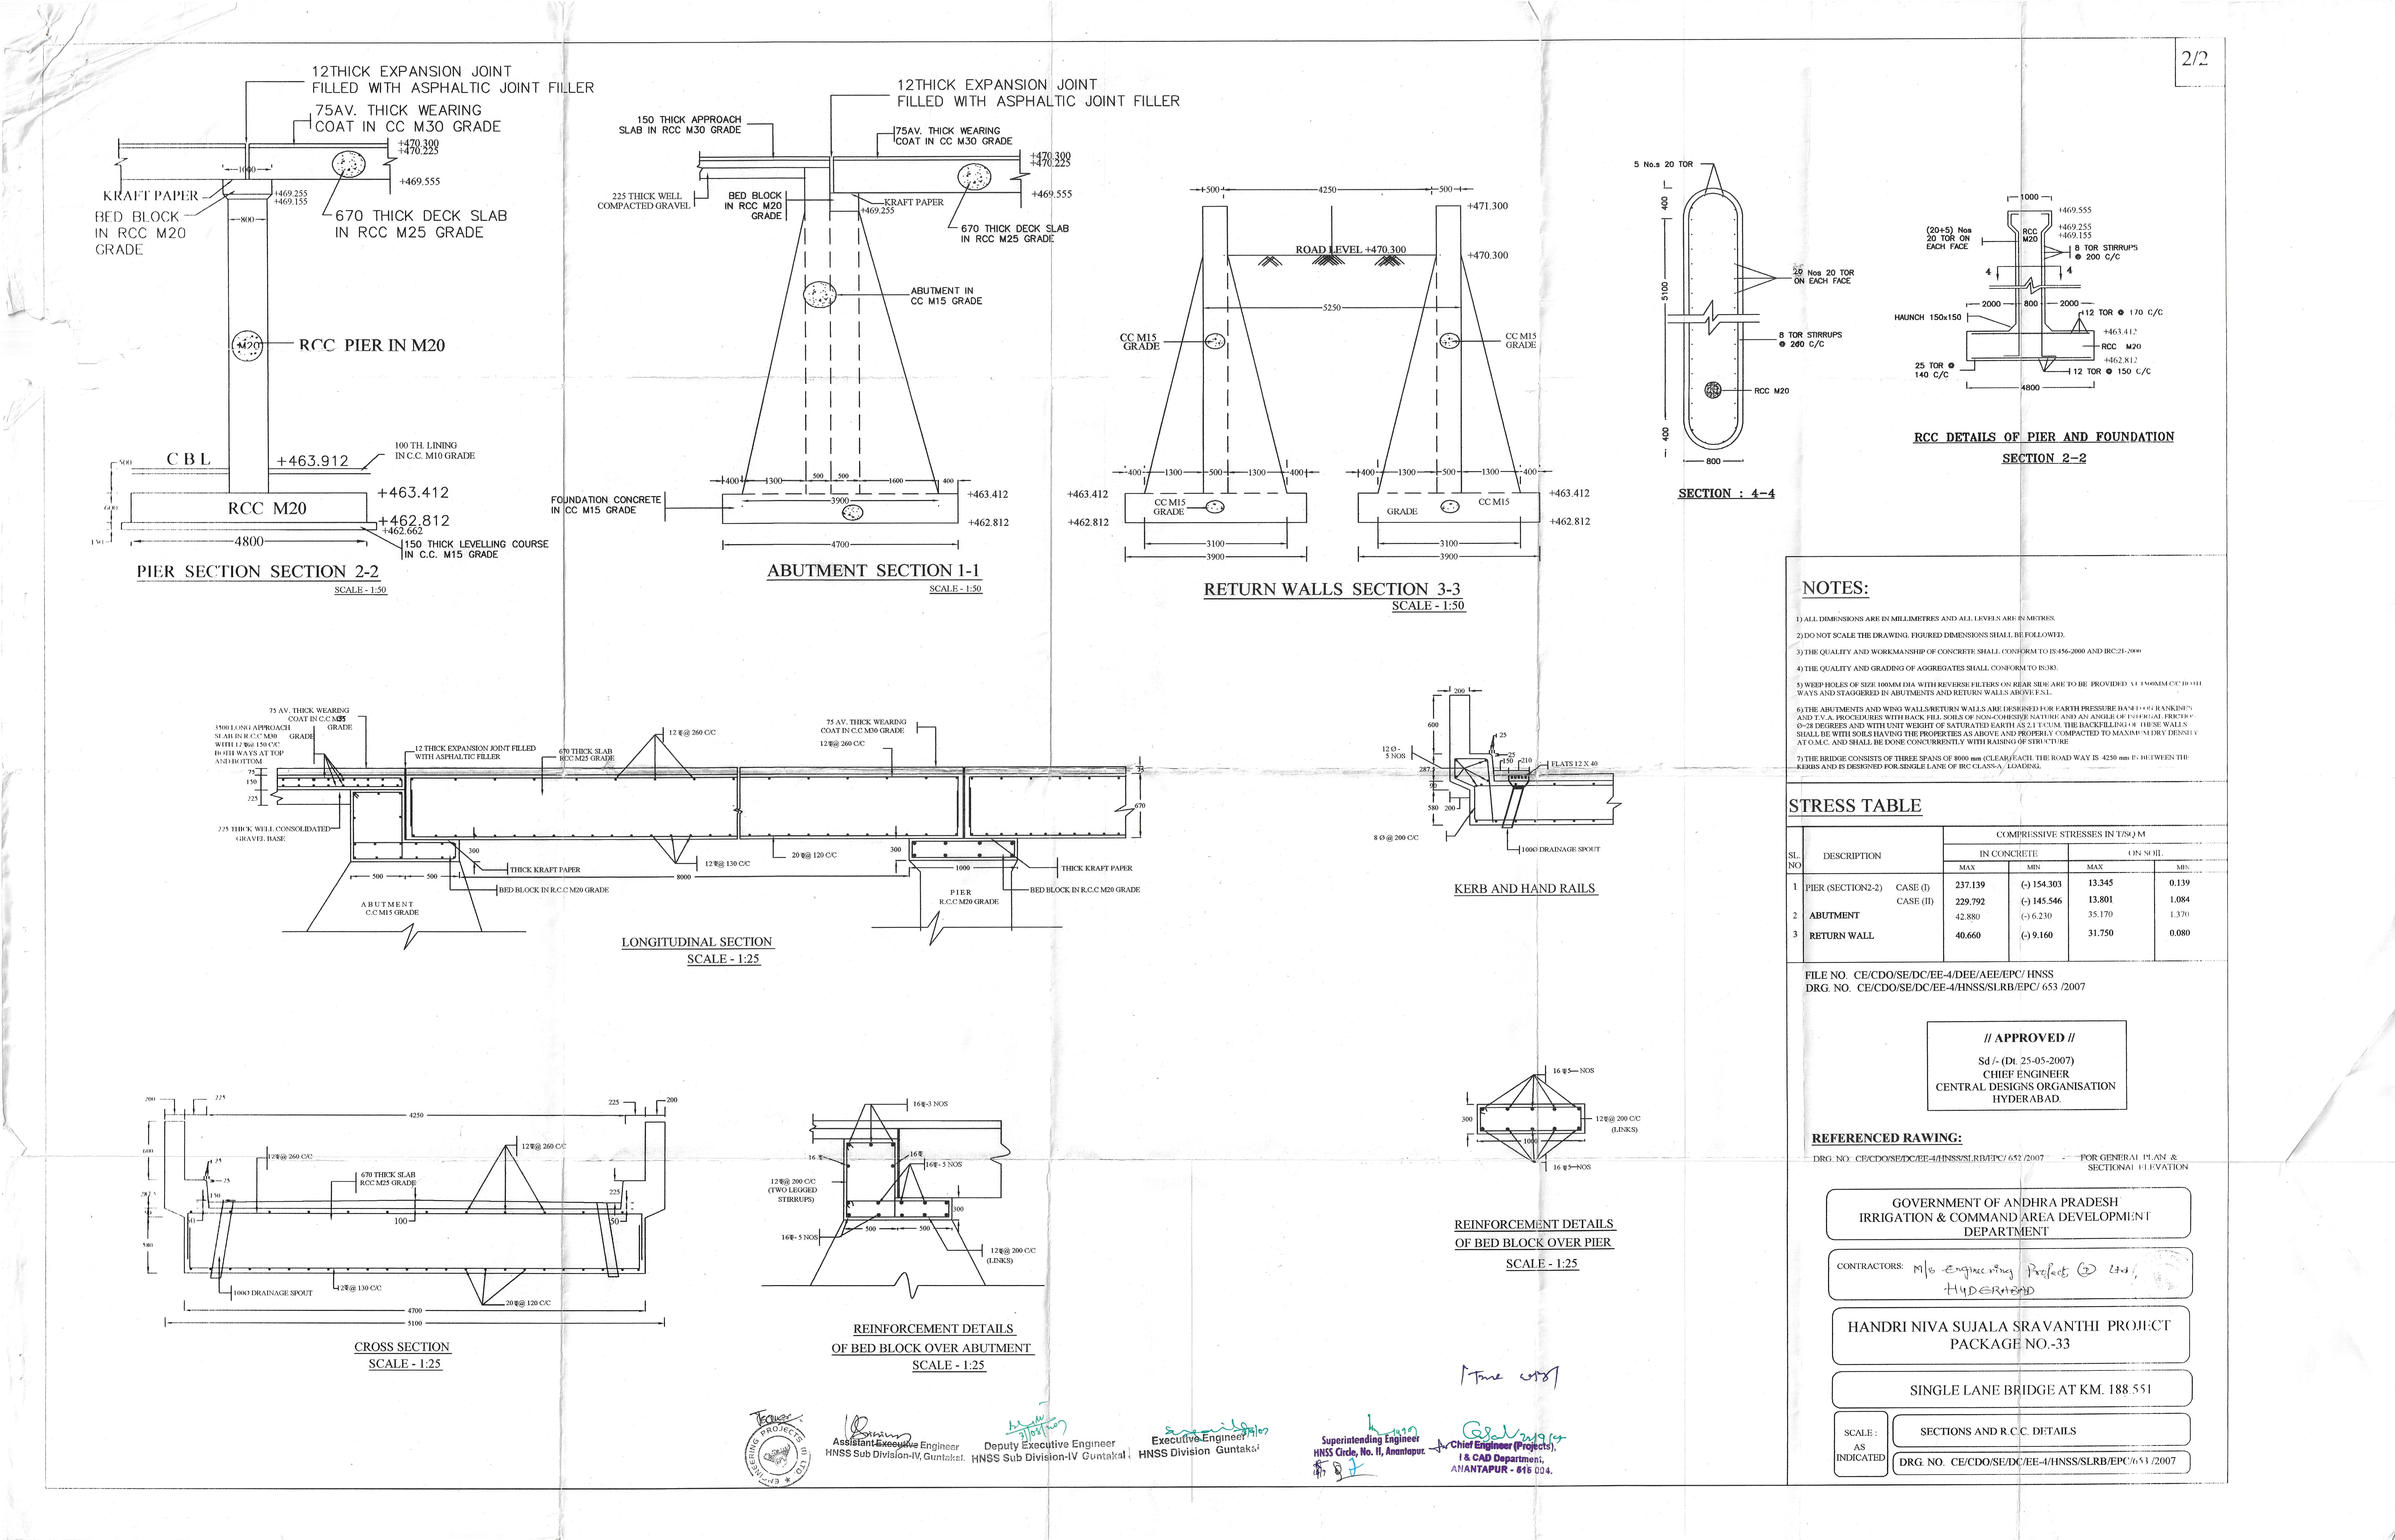 2/2
12THICK EXPANSION JOINT
FILLED WITH ASPHALTIC JOINT FILLER
75AV. THICK WEARING
COAT IN CC M30 GRADE
+470.300
+470.225
1000
+469.555
KRAFT PAPER
+469.255
+469.155
BED BLOCK
IN RCC M20
GRADE
800
670 THICK DECK SLAB
IN RCC M25 GRADE
M20
RCC PIER IN M20
100 TH. LINING
IN C.C. M10 GRADE
CBL
+463.912
500
+463.412
600
RCC M20
+462.812
+462.662
150
4800
150 THICK LEVELLING COURSE
IN C.C. M15 GRADE
PIER SECTION SECTION 2-2
SCALE - 1:50
12THICK EXPANSION JOINT
FILLED WITH ASPHALTIC JOINT FILLER
150 THICK APPROACH
SLAB IN RCC M30 GRADE
75AV. THICK WEARING
COAT IN CC M30 GRADE
+470.300
+470.225
225 THICK WELL
COMPACTED GRAVEL
BED BLOCK
IN RCC M20
GRADE
KRAFT PAPER
+469.255
+469.555
670 THICK DECK SLAB
IN RCC M25 GRADE
ABUTMENT IN
CC M15 GRADE
400 1300 500 500 1600 400
FOUNDATION CONCRETE
IN CC M15 GRADE
3900
+463.412
+462.812
4700
ABUTMENT SECTION 1-1
SCALE - 1:50
500 4250 500
+471.300
ROAD LEVEL +470.300
+470.300
5250
CC M15
GRADE
CC M15
GRADE
400 1300 500 1300 400
400 1300 500 1300 400
+463.412
+463.412
CC M15
GRADE
GRADE
CC M15
+462.812
+462.812
3100
3100
3900
3900
RETURN WALLS SECTION 3-3
SCALE - 1:50
5 No.s 20 TOR
400
5100
400
20 Nos 20 TOR
ON EACH FACE
8 TOR STIRRUPS
@ 200 C/C
RCC M20
800
SECTION : 4-4
1000
+469.555
(20+5) Nos
20 TOR ON
EACH FACE
RCC
M20
+469.255
+469.155
8 TOR STIRRUPS
@ 200 C/C
4 4
2000 800 2000
12 TOR @ 170 C/C
HAUNCH 150x150
+463.412
RCC M20
+462.812
25 TOR @
140 C/C
12 TOR @ 150 C/C
4800
RCC DETAILS OF PIER AND FOUNDATION
SECTION 2-2
75 AV. THICK WEARING
COAT IN C.C
GRADE
3500 LONG APPROACH
SLAB IN R.C.C M30 GRADE
WITH 12 @ 150 C/C
BOTH WAYS AT TOP
AND BOTTOM
75
150
225
12 THICK EXPANSION JOINT FILLED
WITH ASPHALTIC FILLER
670 THICK SLAB
RCC M25 GRADE
12 @ 260 C/C
75 AV. THICK WEARING
COAT IN C.C M30 GRADE
12 @ 260 C/C
75
670
225 THICK WELL CONSOLIDATED
GRAVEL BASE
300
THICK KRAFT PAPER
12 @ 130 C/C
20 @ 120 C/C
300
THICK KRAFT PAPER
500 500
8000
1000
BED BLOCK IN R.C.C M20 GRADE
BED BLOCK IN R.C.C M20 GRADE
ABUTMENT
C.C M15 GRADE
PIER
R.C.C M20 GRADE
LONGITUDINAL SECTION
SCALE - 1:25
200
600
25
12 Ø -
5 NOS
25
150 210
FLATS 12 X 40
287.5
90
580
200
8 Ø @ 200 C/C
100Ø DRAINAGE SPOUT
KERB AND HAND RAILS
200 225
4250
225 200
600
12 @ 260 C/C
12 @ 260 C/C
25
25
670 THICK SLAB
RCC M25 GRADE
287.5
150
225
50
100
50
580
100Ø DRAINAGE SPOUT
12 @ 130 C/C
20 @ 120 C/C
4700
5100
CROSS SECTION
SCALE - 1:25
16 -3 NOS
16
16
16 - 5 NOS
12 @ 200 C/C
(TWO LEGGED
STIRRUPS)
300
500 500
16 - 5 NOS
12 @ 200 C/C
(LINKS)
REINFORCEMENT DETAILS
OF BED BLOCK OVER ABUTMENT
SCALE - 1:25
16 5— NOS
300
12 @ 200 C/C
(LINKS)
1000
16 5—NOS
REINFORCEMENT DETAILS
OF BED BLOCK OVER PIER
SCALE - 1:25
NOTES:
1) ALL DIMENSIONS ARE IN MILLIMETRES AND ALL LEVELS ARE IN METRES.
2) DO NOT SCALE THE DRAWING. FIGURED DIMENSIONS SHALL BE FOLLOWED.
3) THE QUALITY AND WORKMANSHIP OF CONCRETE SHALL CONFORM TO IS:456-2000 AND IRC:21-2000
4) THE QUALITY AND GRADING OF AGGREGATES SHALL CONFORM TO IS:383.
5) WEEP HOLES OF SIZE 100MM DIA WITH REVERSE FILTERS ON REAR SIDE ARE TO BE PROVIDED AT 1500MM C/C BOTH
WAYS AND STAGGERED IN ABUTMENTS AND RETURN WALLS ABOVE F.S.L.
6) THE ABUTMENTS AND WING WALLS/RETURN WALLS ARE DESIGNED FOR EARTH PRESSURE BASED ON RANKINES
AND T.V.A. PROCEDURES WITH BACK FILL SOILS OF NON-COHESIVE NATURE AND AN ANGLE OF INTERNAL FRICTION
Ø=28 DEGREES AND WITH UNIT WEIGHT OF SATURATED EARTH AS 2.1 T/CUM. THE BACKFILLING OF THESE WALLS
SHALL BE WITH SOILS HAVING THE PROPERTIES AS ABOVE AND PROPERLY COMPACTED TO MAXIMUM DRY DENSITY
AT O.M.C. AND SHALL BE DONE CONCURRENTLY WITH RAISING OF STRUCTURE
7) THE BRIDGE CONSISTS OF THREE SPANS OF 8000 mm (CLEAR) EACH. THE ROAD WAY IS 4250 mm IN BETWEEN THE
KERBS AND IS DESIGNED FOR SINGLE LANE OF IRC CLASS-A LOADING.
STRESS TABLE
SL. NO DESCRIPTION COMPRESSIVE STRESSES IN T/SQ M
IN CONCRETE ON SOIL
MAX MIN MAX MIN
1 PIER (SECTION2-2) CASE (I) 237.139 (-) 154.303 13.345 0.139
CASE (II) 229.792 (-) 145.546 13.801 1.084
2 ABUTMENT 42.880 (-) 6.230 35.170 1.370
3 RETURN WALL 40.660 (-) 9.160 31.750 0.080
FILE NO. CE/CDO/SE/DC/EE-4/DEE/AEE/EPC/ HNSS
DRG. NO. CE/CDO/SE/DC/EE-4/HNSS/SLRB/EPC/ 653 /2007
// APPROVED //
Sd /- (Dt. 25-05-2007)
CHIEF ENGINEER
CENTRAL DESIGNS ORGANISATION
HYDERABAD.
REFERENCED RAWING:
DRG. NO. CE/CDO/SE/DC/EE-4/HNSS/SLRB/EPC/ 652 /2007 - FOR GENERAL PLAN &
SECTIONAL ELEVATION
GOVERNMENT OF ANDHRA PRADESH
IRRIGATION & COMMAND AREA DEVELOPMENT
DEPARTMENT
CONTRACTORS: M/s Engineering Projects (I) Ltd,
HYDERABAD
HANDRI NIVA SUJALA SRAVANTHI PROJECT
PACKAGE NO.-33
SINGLE LANE BRIDGE AT KM. 188.551
SCALE :
AS
INDICATED
SECTIONS AND R.C.C. DETAILS
DRG. NO. CE/CDO/SE/DC/EE-4/HNSS/SLRB/EPC/653 /2007
True copy
ENGINEERING PROJECTS (I) LTD.
Assistant Executive Engineer
HNSS Sub Division-IV, Guntakal.
Deputy Executive Engineer
HNSS Sub Division-IV Guntakal
Executive Engineer
HNSS Division Guntakal
Superintending Engineer
HNSS Circle, No. II, Anantapur.
Chief Engineer (Projects),
I & CAD Department,
ANANTAPUR - 515 004.